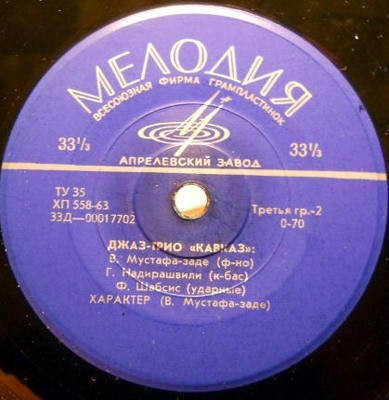 МЕЛОДИЯ
ВСЕСОЮЗНАЯ ФИРМА ГРАМПЛАСТИНОК
33⅓ 33⅓
АПРЕЛЕВСКИЙ ЗАВОД
ТУ 35
ХП 558-63
33Д—00017702
Третья гр.-2
0-70
ДЖАЗ-ТРИО «КАВКАЗ»:
В. Мустафа-заде (ф-но)
Г. Надирашвили (к-бас)
Ф. Шабсис (ударные)
ХАРАКТЕР (В. Мустафа-заде)